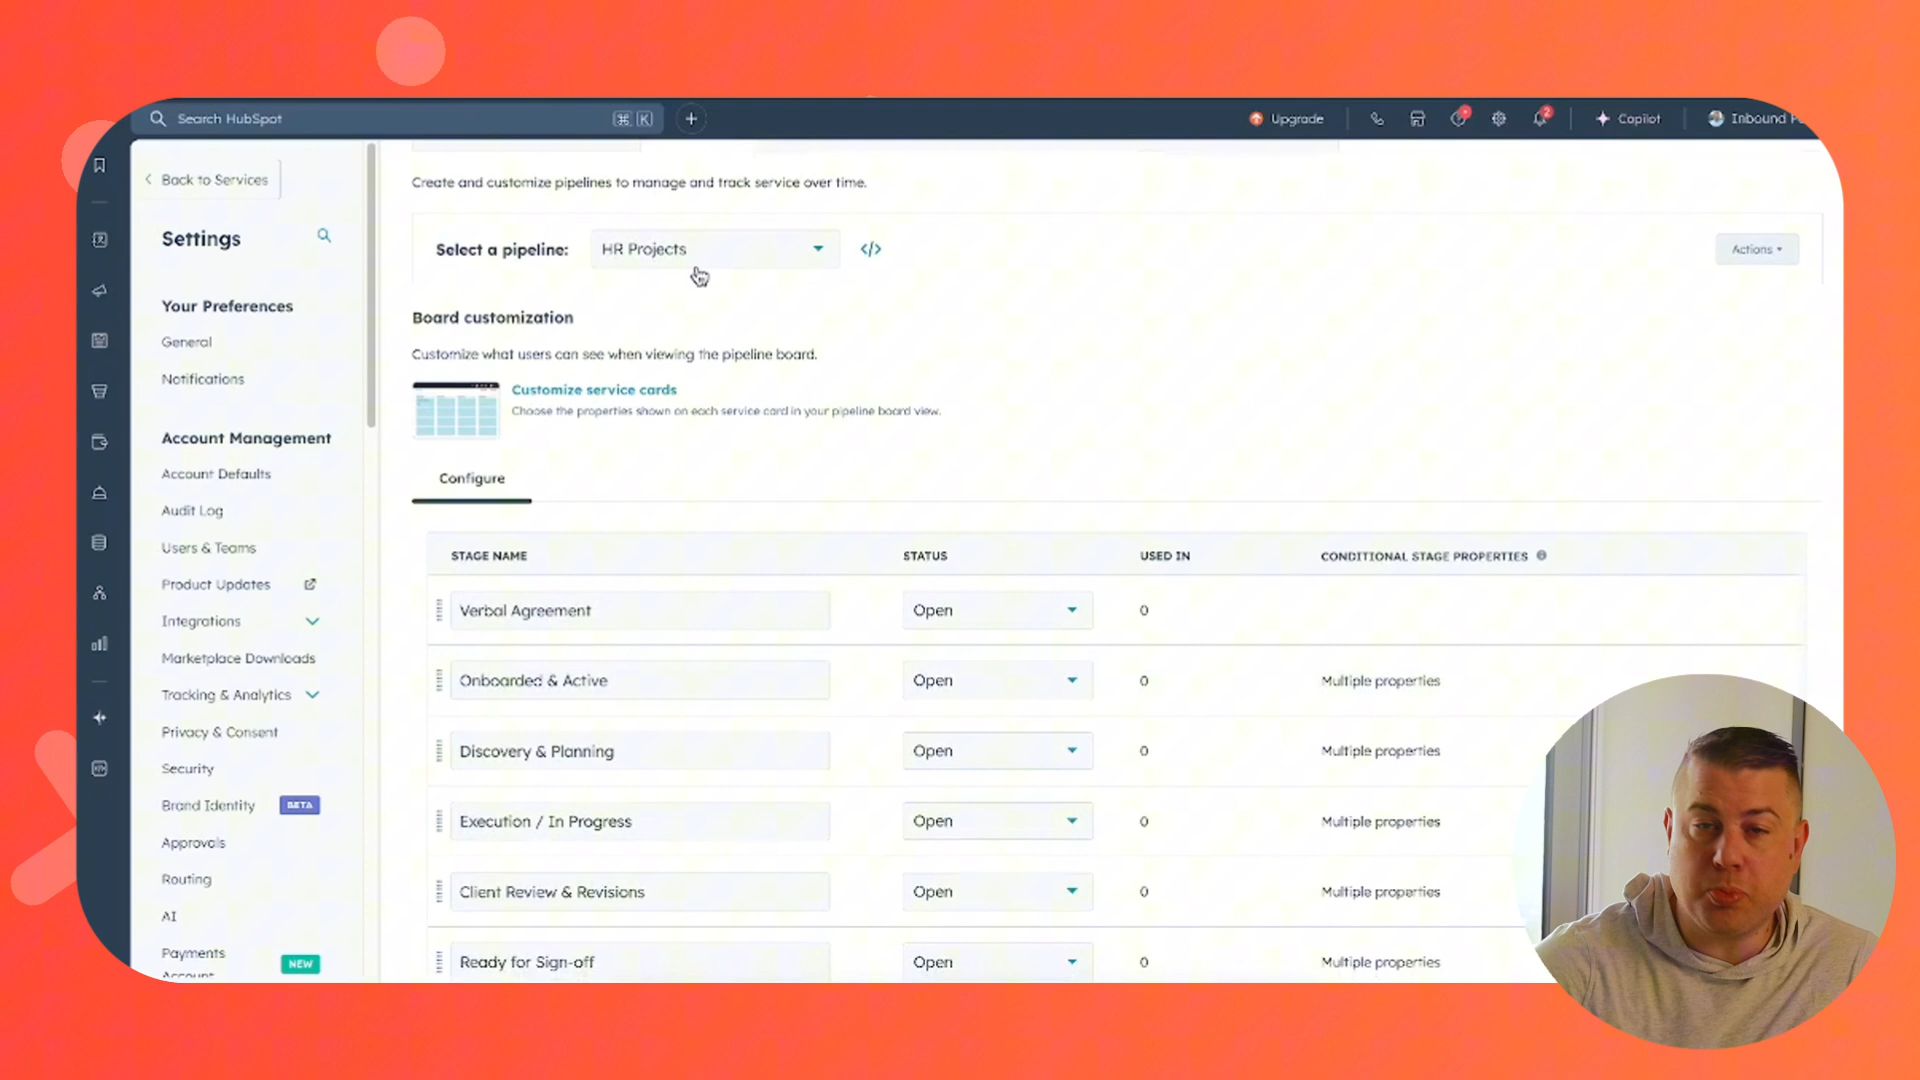 Search HubSpot
⌘ K
+
Upgrade
2
Copilot
Inbound
Back to Services
Settings
Your Preferences
General
Notifications
Account Management
Account Defaults
Audit Log
Users & Teams
Product Updates
Integrations
Marketplace Downloads
Tracking & Analytics
Privacy & Consent
Security
Brand Identity BETA
Approvals
Routing
AI
Payments
Account NEW
Create and customize pipelines to manage and track service over time.
Select a pipeline: HR Projects </>
Actions
Board customization
Customize what users can see when viewing the pipeline board.
Customize service cards
Choose the properties shown on each service card in your pipeline board view.
Configure
STAGE NAME STATUS USED IN CONDITIONAL STAGE PROPERTIES
Verbal Agreement Open 0
Onboarded & Active Open 0 Multiple properties
Discovery & Planning Open 0 Multiple properties
Execution / In Progress Open 0 Multiple properties
Client Review & Revisions Open 0 Multiple properties
Ready for Sign-off Open 0 Multiple properties